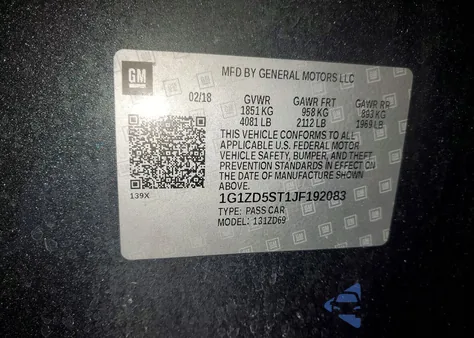 GM
MFD BY GENERAL MOTORS LLC
02/18 GVWR GAWR FRT GAWR RR
1851 KG 958 KG 893 KG
4081 LB 2112 LB 1969 LB
THIS VEHICLE CONFORMS TO ALL
APPLICABLE U.S. FEDERAL MOTOR
VEHICLE SAFETY, BUMPER, AND THEFT
PREVENTION STANDARDS IN EFFECT ON
THE DATE OF MANUFACTURE SHOWN
ABOVE.
139X
1G1ZD5ST1JF192083
TYPE: PASS CAR
MODEL: 131ZD69